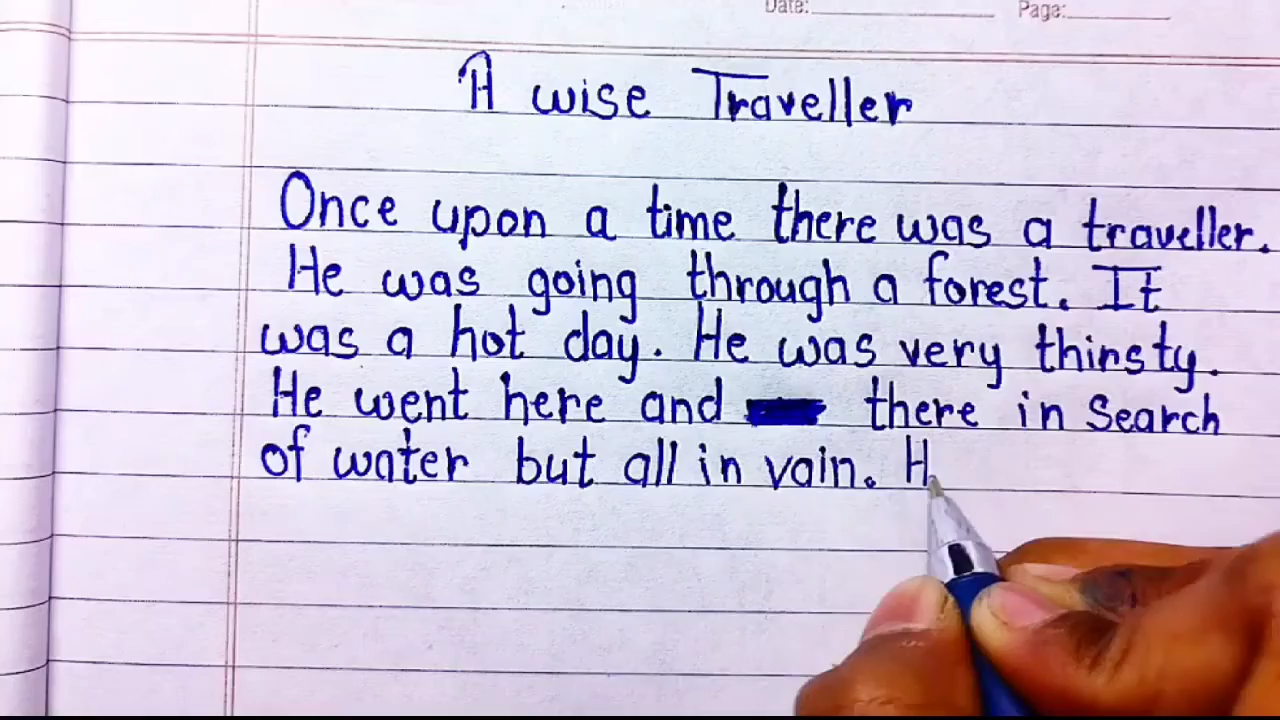 Date: Page:
A wise Traveller
Once upon a time there was a traveller.
He was going through a forest. It
was a hot day. He was very thirsty.
He went here and there in Search
of water but all in vain. H